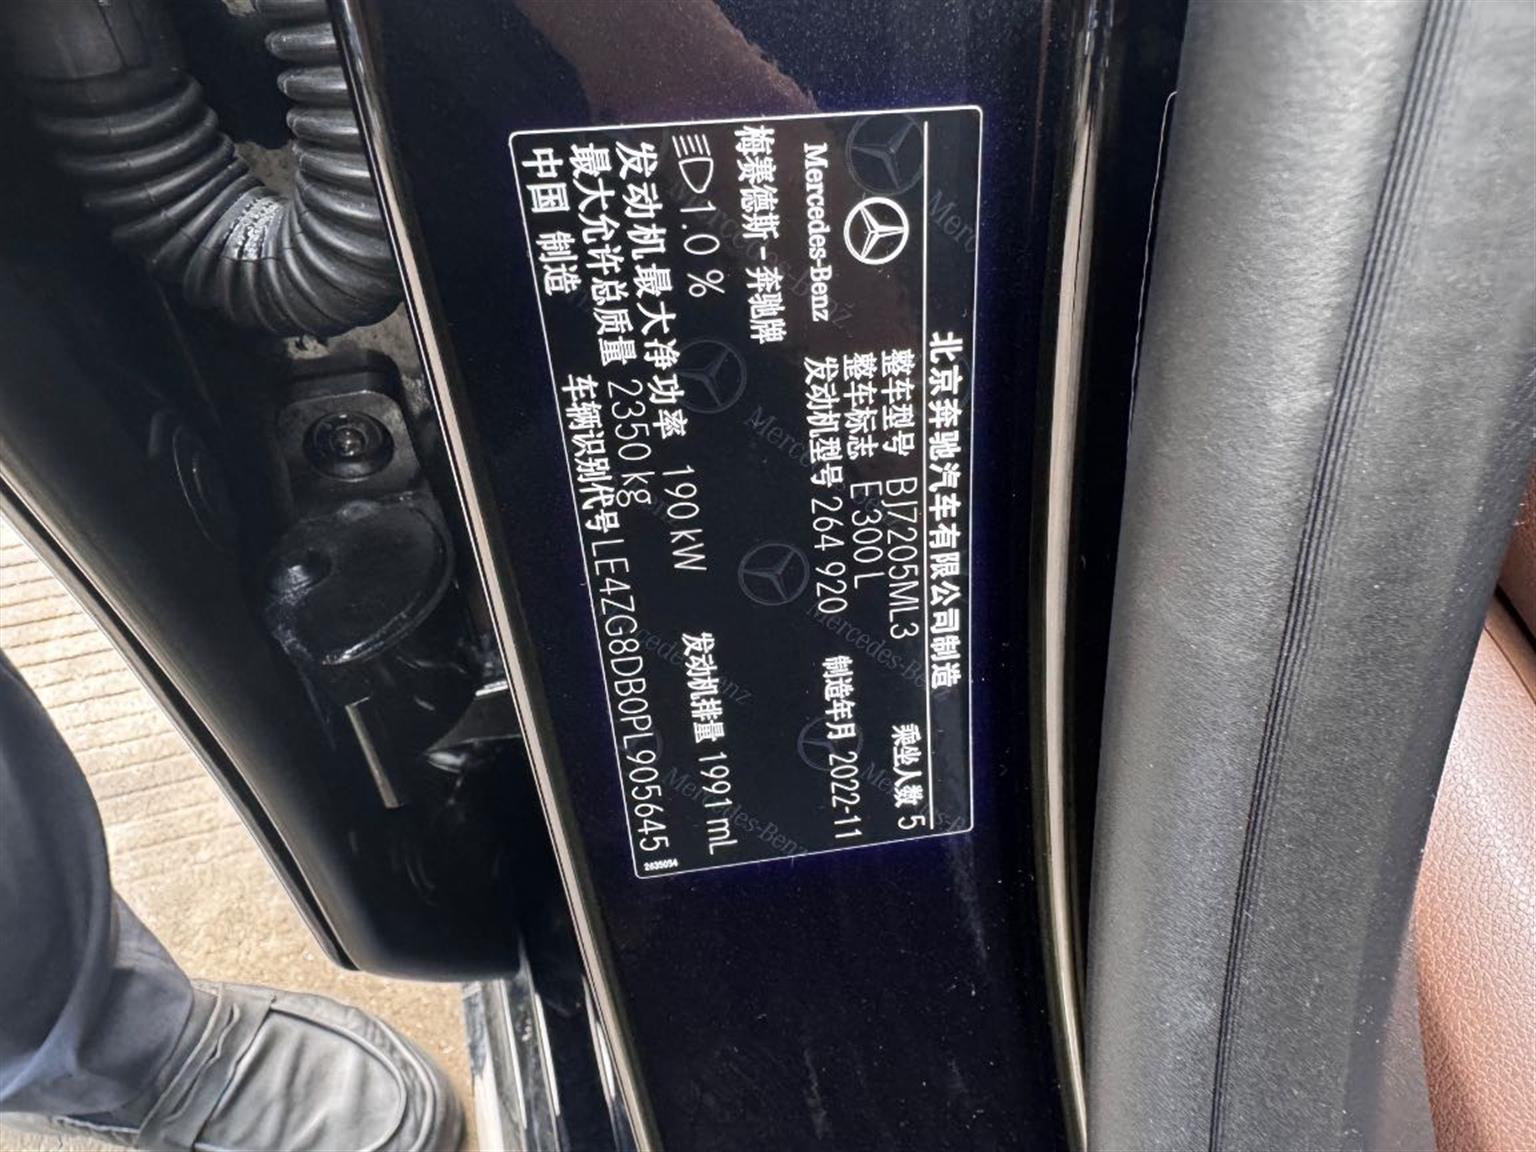 北京奔驰汽车有限公司制造
Mercedes-Benz
整车型号 BJ7205ML3 乘坐人数 5
整车标志 E 300 L
发动机型号 264 920 制造年月 2022-11
梅赛德斯-奔驰牌
1.0 %
发动机最大净功率 190 kW 发动机排量 1991 mL
最大允许总质量 2350 kg
中国 制造 车辆识别代号 LE4ZG8DB0PL905645
2635054